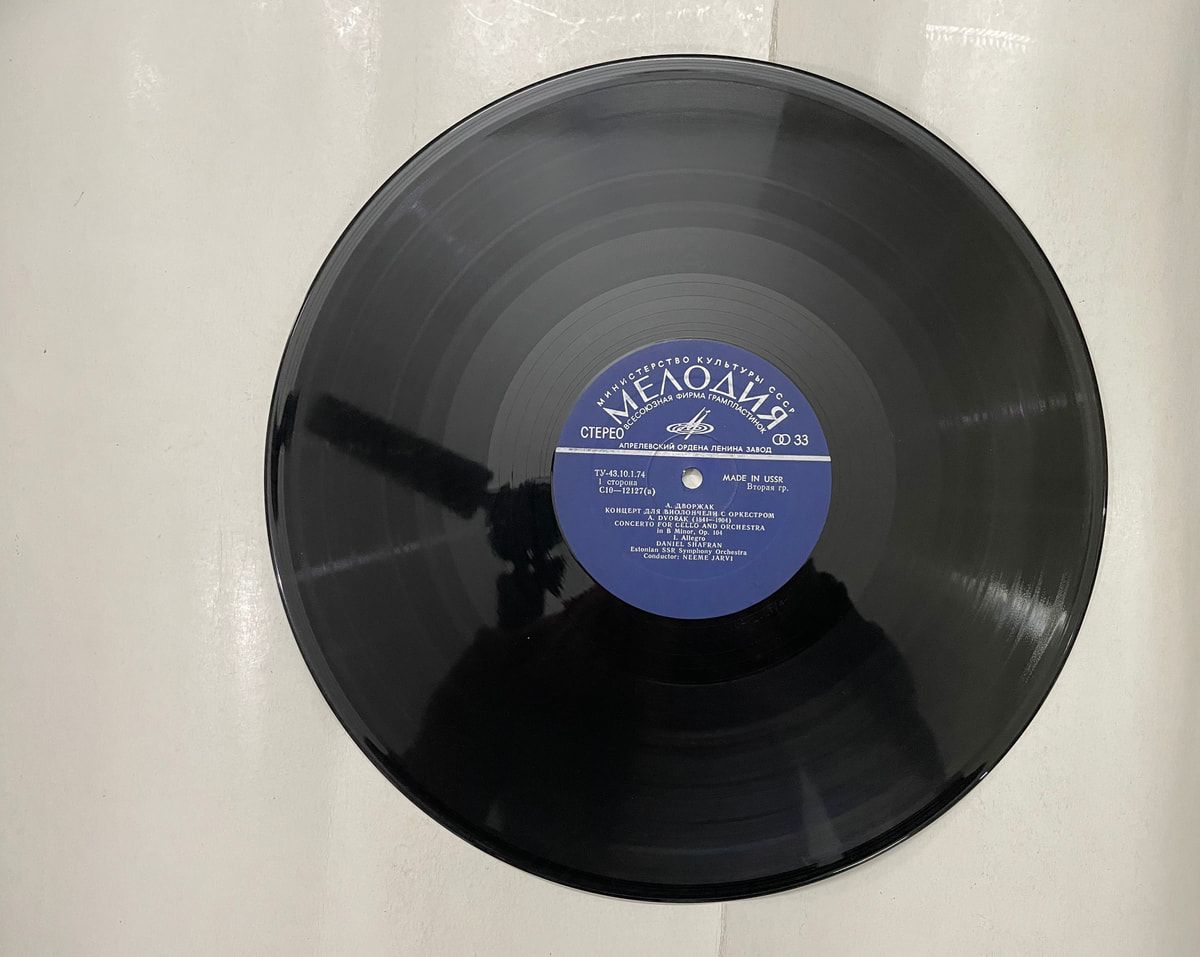 МИНИСТЕРСТВО КУЛЬТУРЫ СССР
МЕЛОДИЯ
ВСЕСОЮЗНАЯ ФИРМА ГРАМПЛАСТИНОК
СТЕРЕО
33
АПРЕЛЕВСКИЙ ОРДЕНА ЛЕНИНА ЗАВОД
ТУ-43.10.1.74
1 сторона
С10—12127(а)
MADE IN USSR
Вторая гр.
А. ДВОРЖАК
КОНЦЕРТ ДЛЯ ВИОЛОНЧЕЛИ С ОРКЕСТРОМ
A. DVORAK (1841—1904)
CONCERTO FOR CELLO AND ORCHESTRA
in B Minor, Op. 104
I. Allegro
DANIEL SHAFRAN
Estonian SSR Symphony Orchestra
Conductor: NEEME JARVI